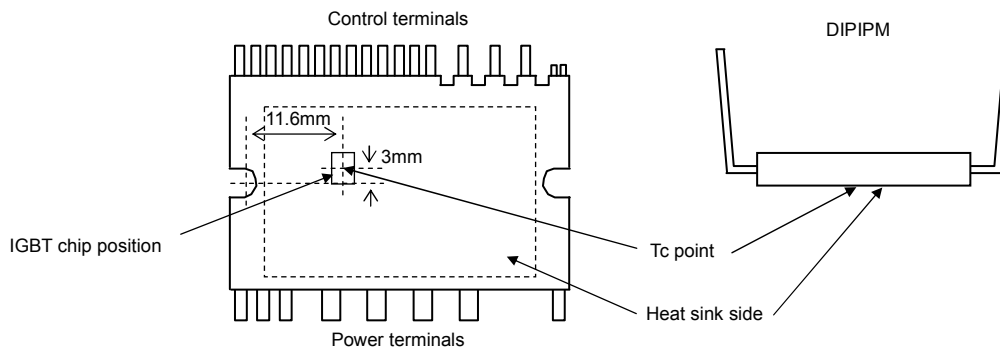 Control terminals
DIPIPM
11.6mm
3mm
IGBT chip position
Tc point
Heat sink side
Power terminals